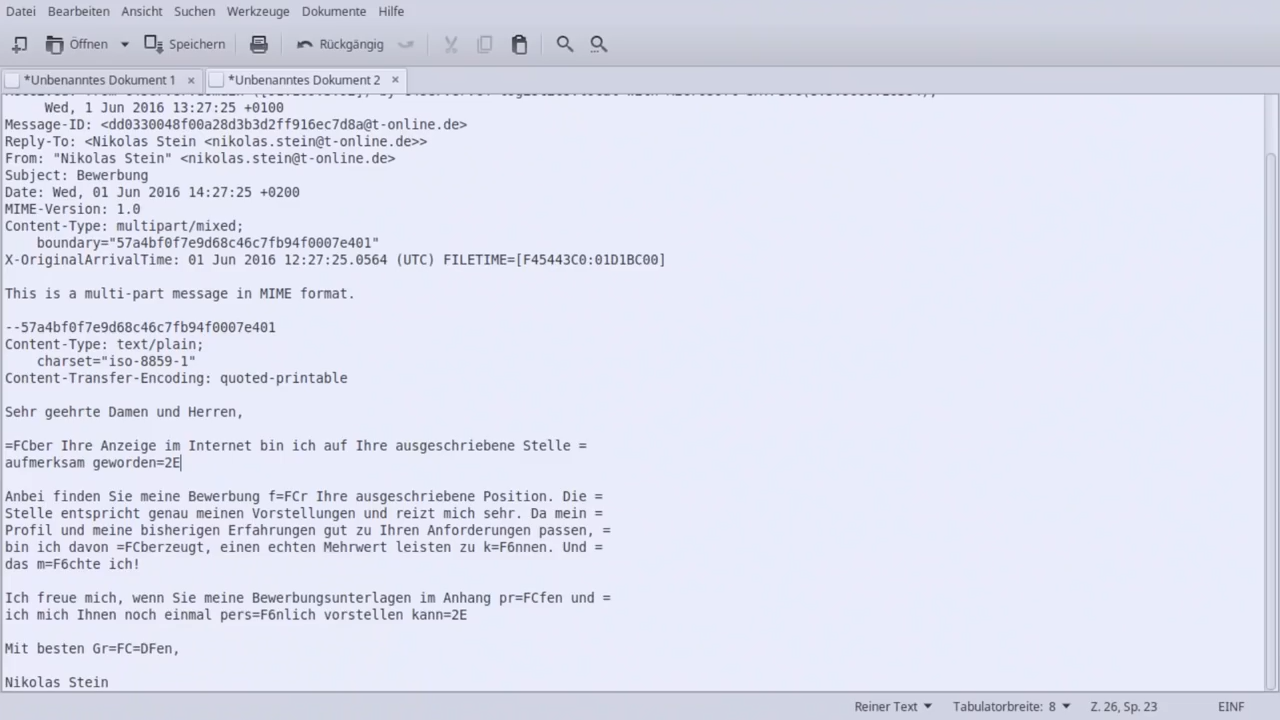 Datei Bearbeiten Ansicht Suchen Werkzeuge Dokumente Hilfe
Öffnen Speichern Rückgängig
*Unbenanntes Dokument 1 × *Unbenanntes Dokument 2 ×
Wed, 1 Jun 2016 13:27:25 +0100
Message-ID: <dd0330048f00a28d3b3d2ff916ec7d8a@t-online.de>
Reply-To: <Nikolas Stein <nikolas.stein@t-online.de>>
From: "Nikolas Stein" <nikolas.stein@t-online.de>
Subject: Bewerbung
Date: Wed, 01 Jun 2016 14:27:25 +0200
MIME-Version: 1.0
Content-Type: multipart/mixed;
boundary="57a4bf0f7e9d68c46c7fb94f0007e401"
X-OriginalArrivalTime: 01 Jun 2016 12:27:25.0564 (UTC) FILETIME=[F45443C0:01D1BC00]
This is a multi-part message in MIME format.
--57a4bf0f7e9d68c46c7fb94f0007e401
Content-Type: text/plain;
charset="iso-8859-1"
Content-Transfer-Encoding: quoted-printable
Sehr geehrte Damen und Herren,
=FCber Ihre Anzeige im Internet bin ich auf Ihre ausgeschriebene Stelle =
aufmerksam geworden=2E
Anbei finden Sie meine Bewerbung f=FCr Ihre ausgeschriebene Position. Die =
Stelle entspricht genau meinen Vorstellungen und reizt mich sehr. Da mein =
Profil und meine bisherigen Erfahrungen gut zu Ihren Anforderungen passen, =
bin ich davon =FCberzeugt, einen echten Mehrwert leisten zu k=F6nnen. Und =
das m=F6chte ich!
Ich freue mich, wenn Sie meine Bewerbungsunterlagen im Anhang pr=FCfen und =
ich mich Ihnen noch einmal pers=F6nlich vorstellen kann=2E
Mit besten Gr=FC=DFen,
Nikolas Stein
Reiner Text Tabulatorbreite: 8 Z. 26, Sp. 23 EINF